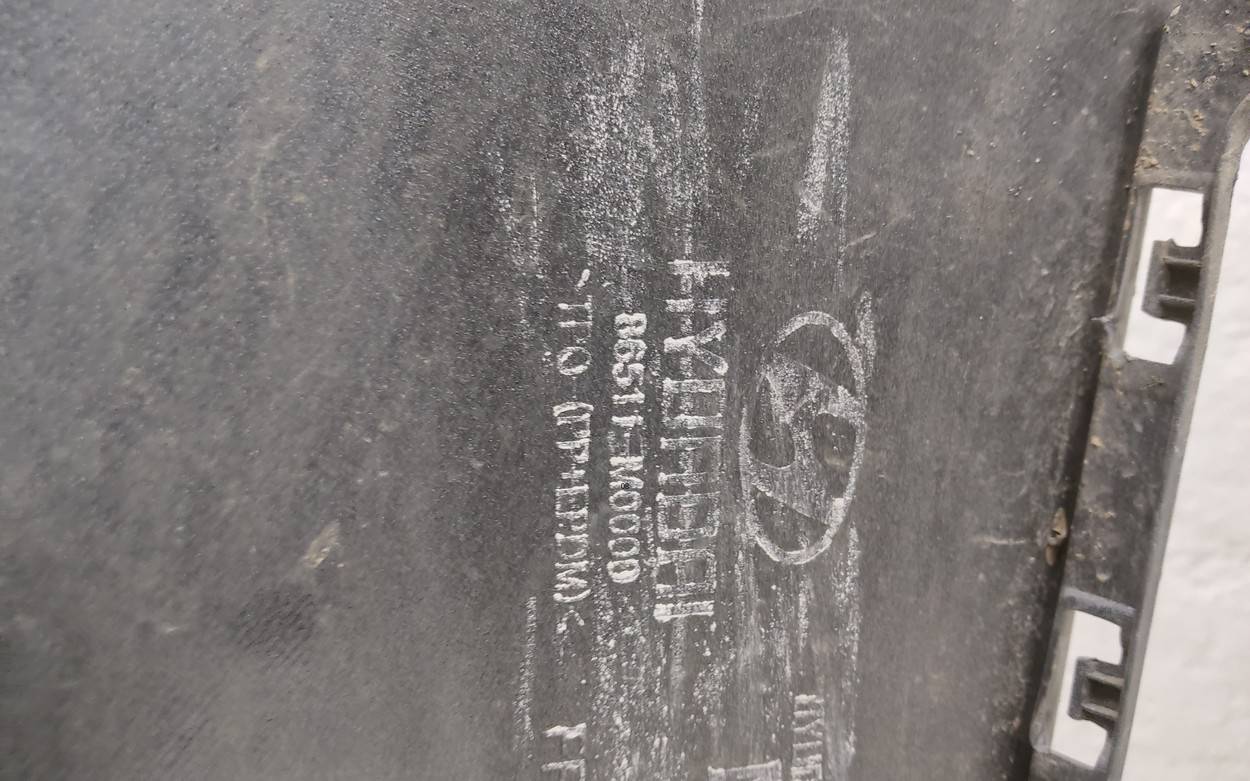 HYUNDAI
86511-M0000
>TPO (PP+EPDM)<